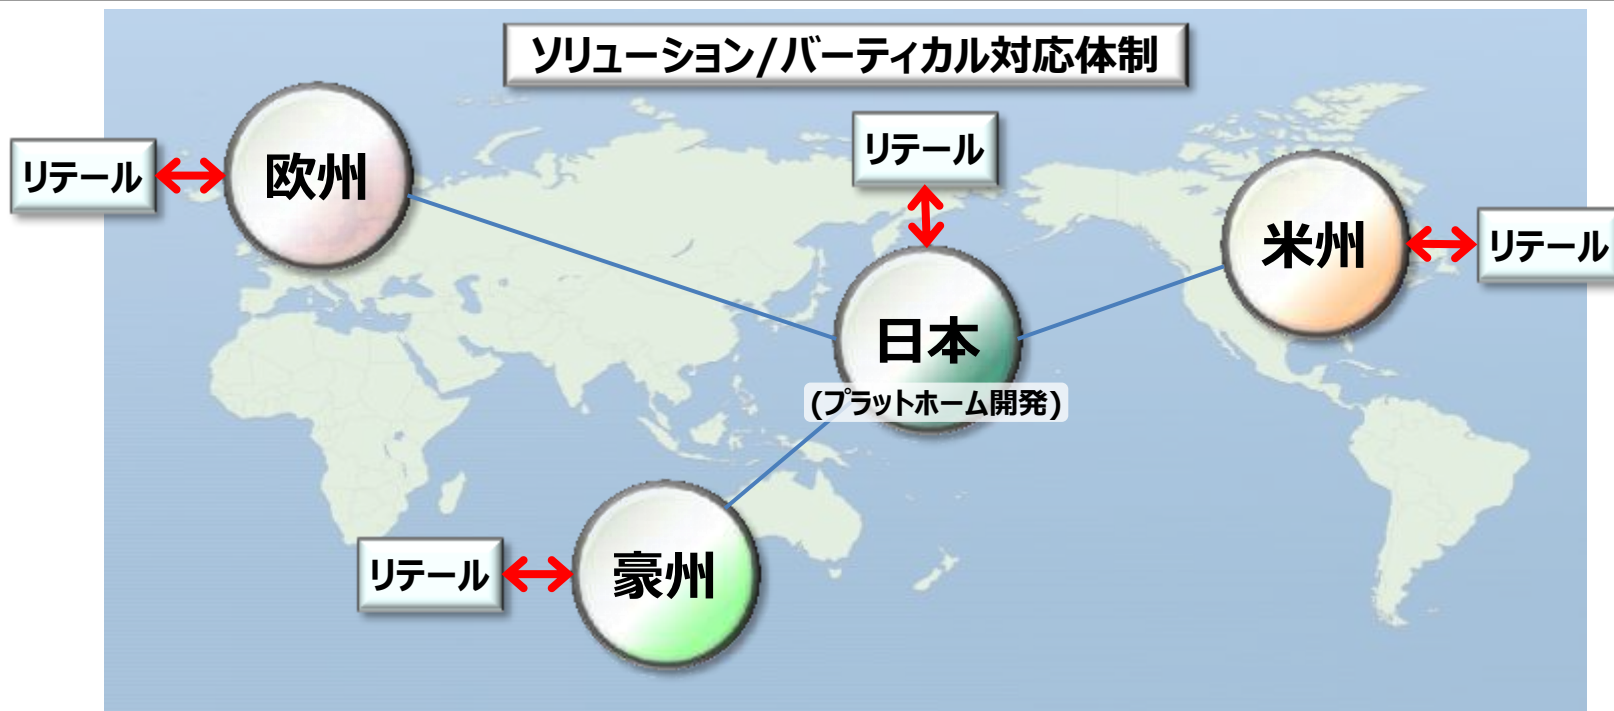 ソリューション/バーティカル対応体制
リテール
欧州
リテール
日本
(プラットホーム開発)
米州
リテール
リテール
豪州